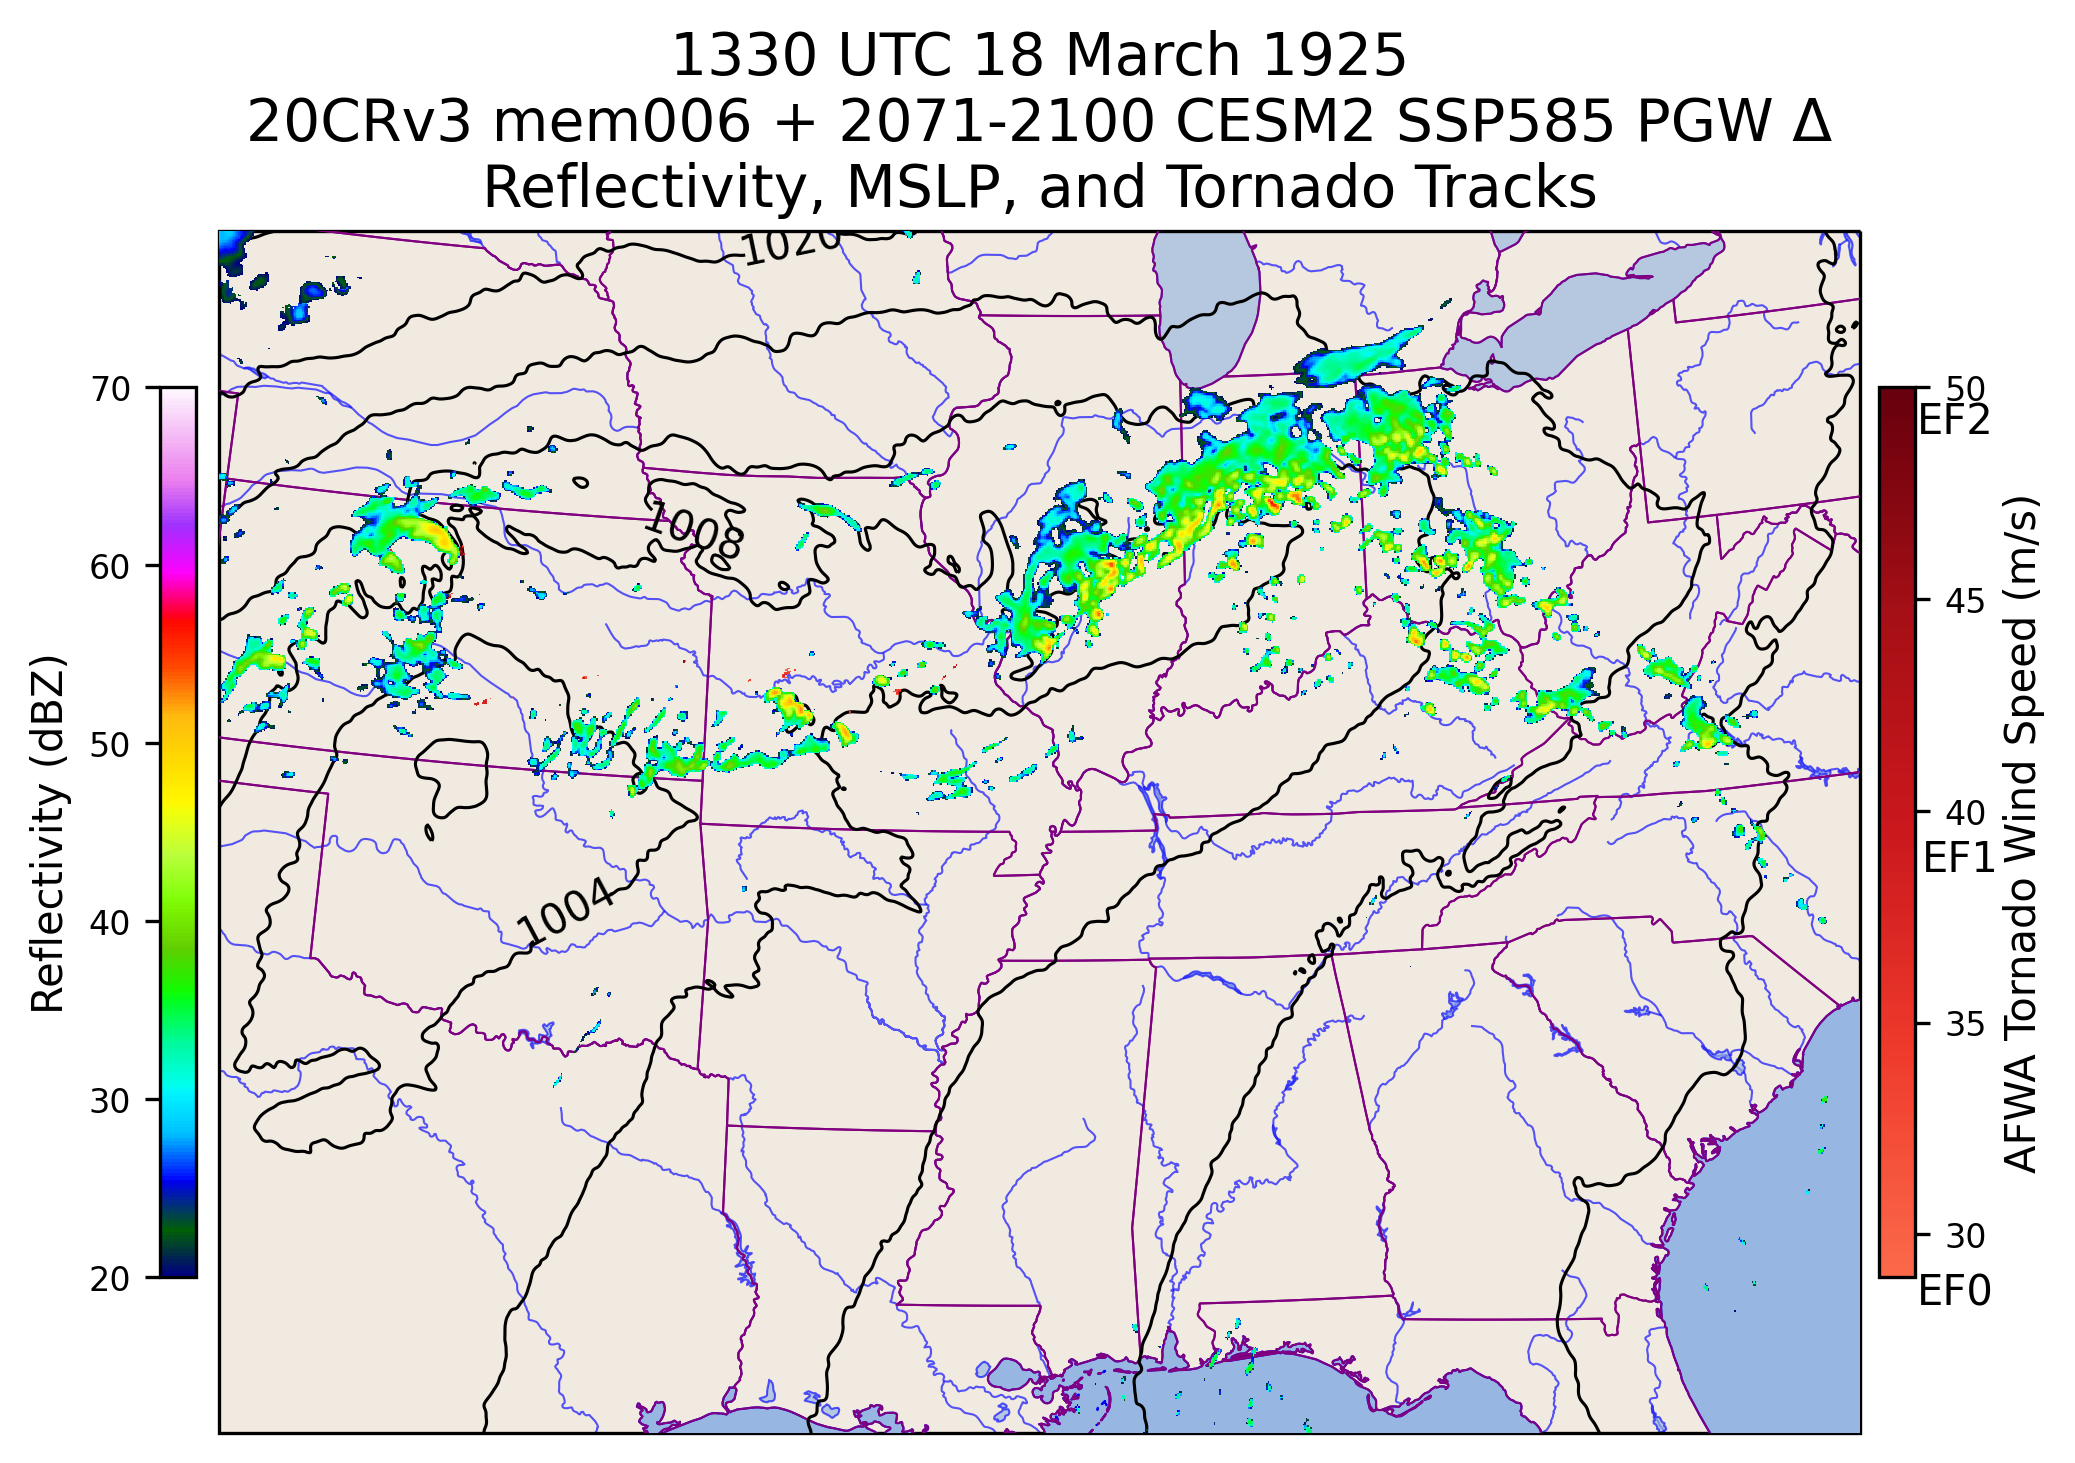 1330 UTC 18 March 1925
20CRv3 mem006 + 2071-2100 CESM2 SSP585 PGW Δ
Reflectivity, MSLP, and Tornado Tracks
1020
1008
1004
70
60
50
40
30
20
Reflectivity (dBZ)
50
EF2
45
40
EF1
35
30
EF0
AFWA Tornado Wind Speed (m/s)